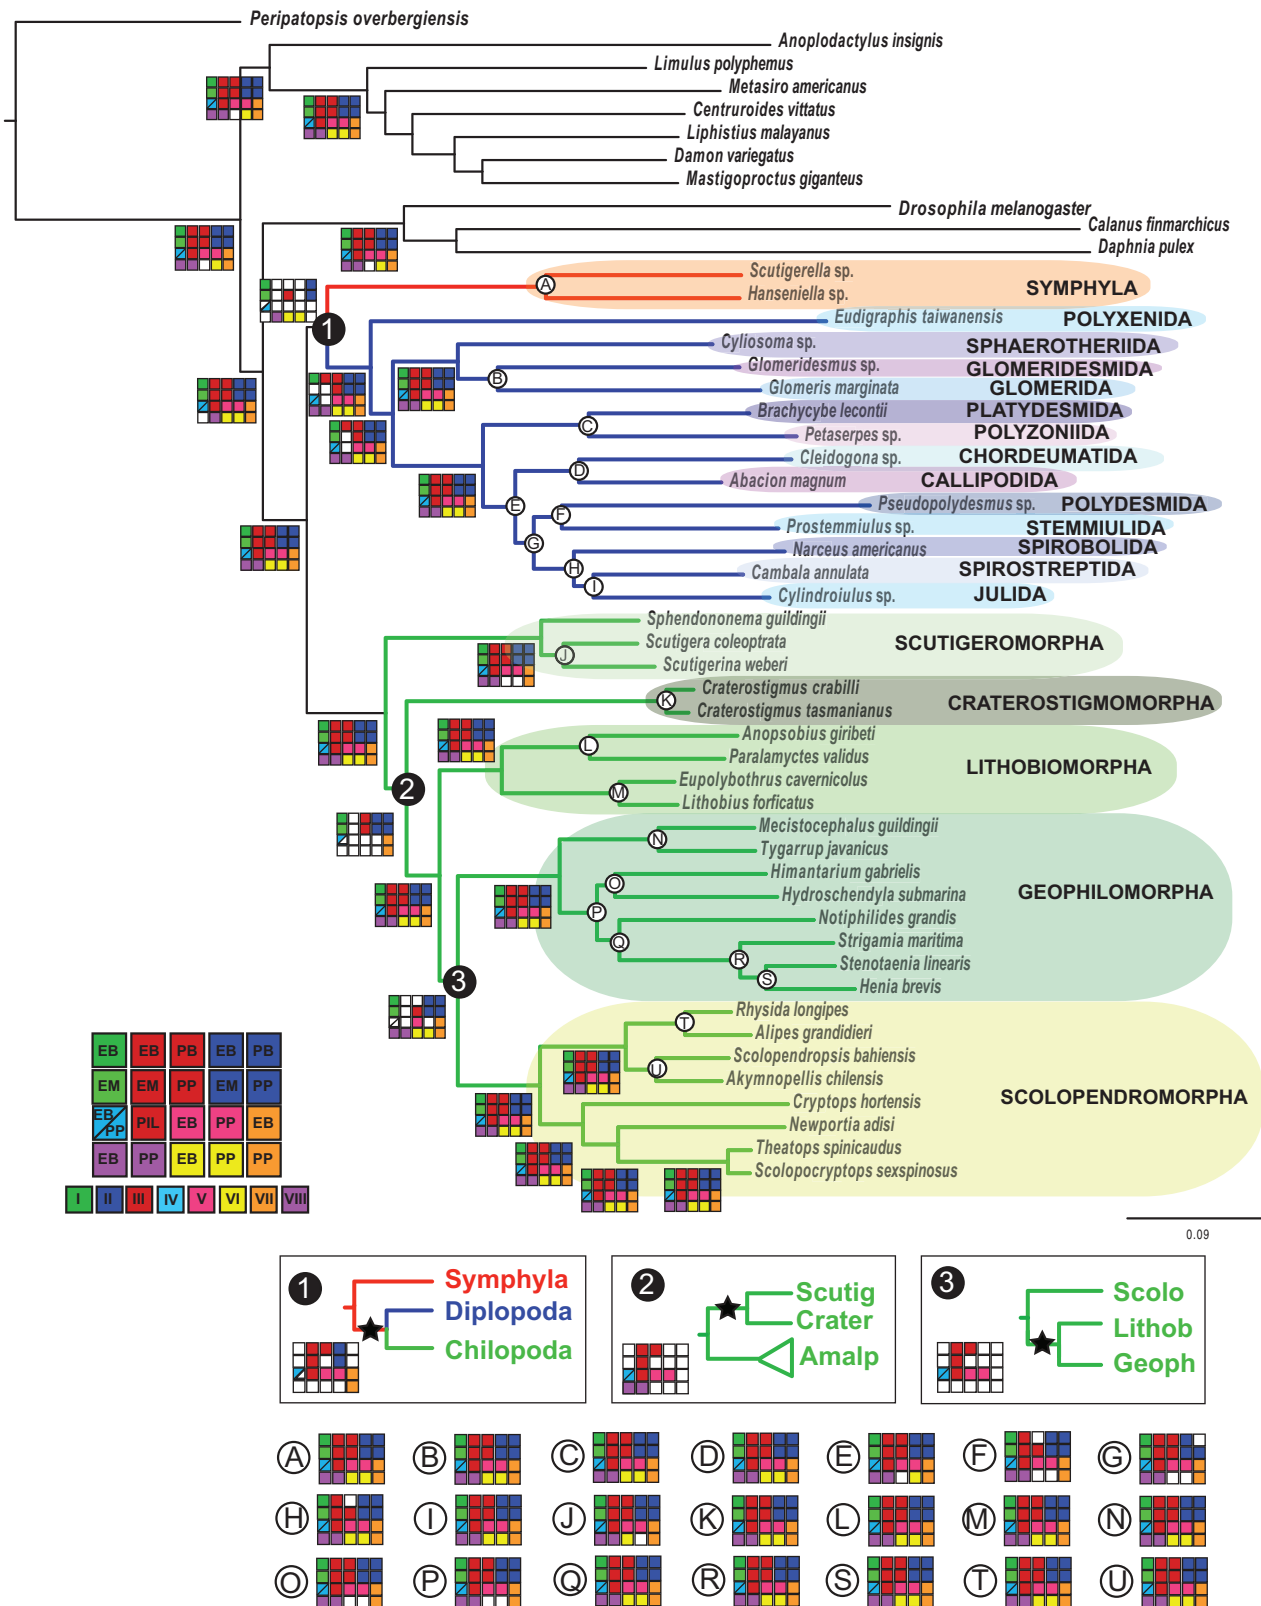 Peripatopsis overbergiensis
Anoplodactylus insignis
Limulus polyphemus
Metasiro americanus
Centruroides vittatus
Liphistius malayanus
Damon variegatus
Mastigoproctus giganteus
Drosophila melanogaster
Calanus finmarchicus
Daphnia pulex
Scutigerella sp.
A
Hanseniella sp.
SYMPHYLA
1
Eudigraphis taiwanensis POLYXENIDA
Cyliosoma sp. SPHAEROTHERIIDA
Glomeridesmus sp. GLOMERIDESMIDA
B
Glomeris marginata GLOMERIDA
Brachycybe lecontii PLATYDESMIDA
C
Petaserpes sp. POLYZONIIDA
Cleidogona sp. CHORDEUMATIDA
D
Abacion magnum CALLIPODIDA
E
Pseudopolydesmus sp. POLYDESMIDA
F
Prostemmiulus sp. STEMMIULIDA
G
Narceus americanus SPIROBOLIDA
H
Cambala annulata SPIROSTREPTIDA
I
Cylindroiulus sp. JULIDA
Sphendononema guildingii
Scutigera coleoptrata SCUTIGEROMORPHA
J
Scutigerina weberi
Craterostigmus crabilli
K
CRATEROSTIGMOMORPHA
Craterostigmus tasmanianus
Anopsobius giribeti
L
Paralamyctes validus
LITHOBIOMORPHA
Eupolybothrus cavernicolus
2
M
Lithobius forficatus
Mecistocephalus guildingii
N
Tygarrup javanicus
Himantarium gabrielis
O
GEOPHILOMORPHA
Hydroschendyla submarina
P
Notiphilides grandis
Q
Strigamia maritima
R
Stenotaenia linearis
S
3
Henia brevis
Rhysida longipes
T
Alipes grandidieri
Scolopendropsis bahiensis
U
Akymnopellis chilensis
SCOLOPENDROMORPHA
Cryptops hortensis
Newportia adisi
Theatops spinicaudus
Scolopocryptops sexspinosus
EB EB PB EB PB
EM EM PP EM PP
EB PP PIL EB PP EB
EB PP EB PP PP
I II III IV V VI VII VIII
0.09
1
Symphyla
Diplopoda
Chilopoda
2
Scutig
Crater
Amalp
3
Scolo
Lithob
Geoph
A B C D E F G
H I J K L M N
O P Q R S T U